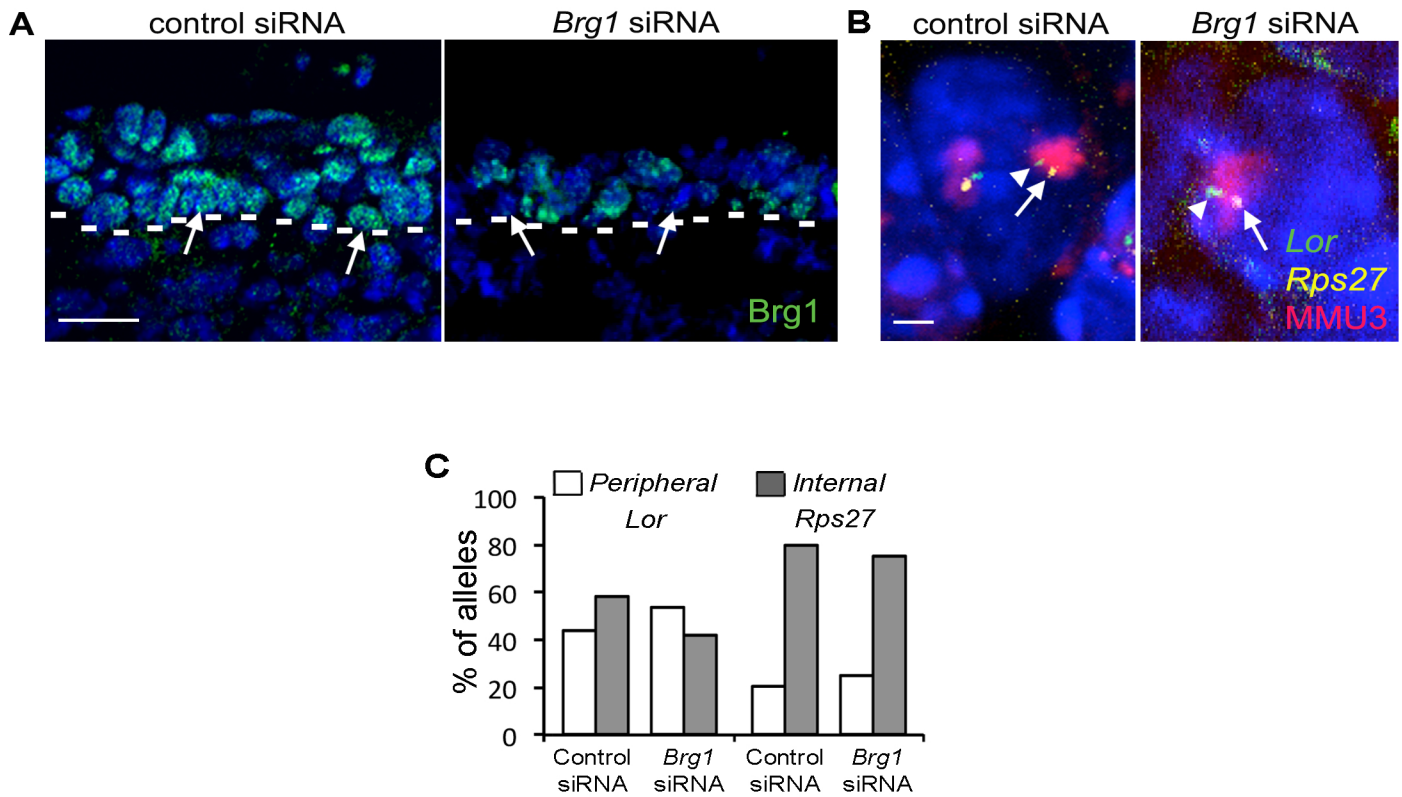 A
control siRNA
Brg1 siRNA
Brg1
B
control siRNA
Brg1 siRNA
Lor
Rps27
MMU3
C
Peripheral
Internal
Lor
Rps27
% of alleles
100
80
60
40
20
0
Control
siRNA
Brg1
siRNA
Control
siRNA
Brg1
siRNA